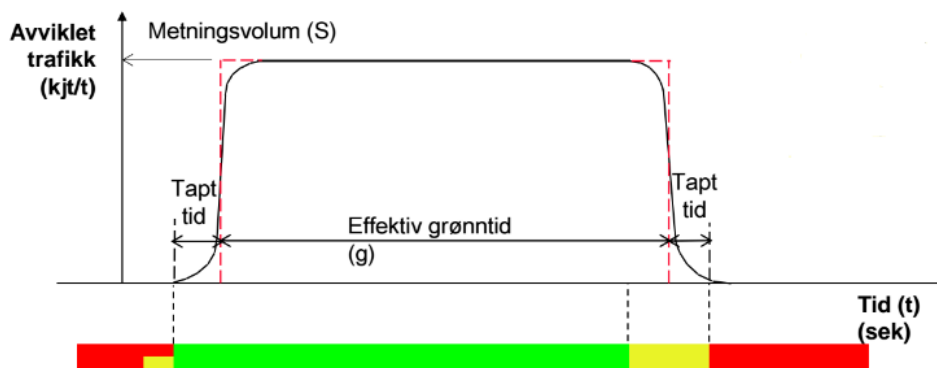 Avviklet
trafikk
(kjt/t)
Metningsvolum (S)
Tapt
tid
Effektiv grønntid
(g)
Tapt
tid
Tid (t)
(sek)